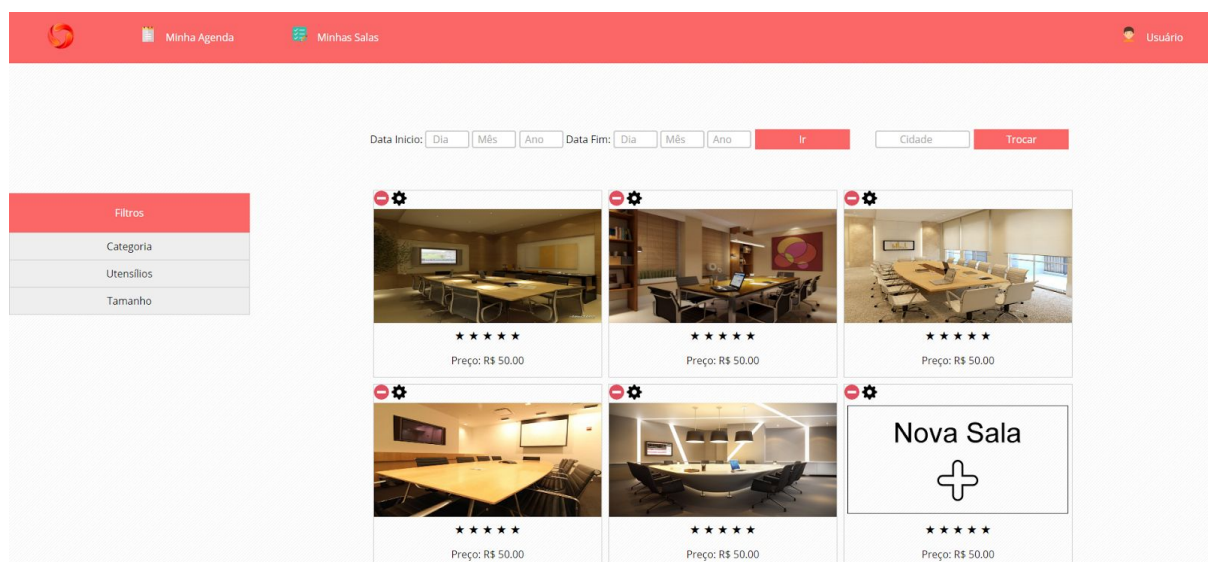 Minha Agenda Minhas Salas Usuário
Data Inicio: Dia Mês Ano Data Fim: Dia Mês Ano Ir Cidade Trocar
Filtros
Categoria
Utensílios
Tamanho
★ ★ ★ ★ ★ ★ ★ ★ ★ ★ ★ ★ ★ ★ ★
Preço: R$ 50.00 Preço: R$ 50.00 Preço: R$ 50.00
Nova Sala
★ ★ ★ ★ ★ ★ ★ ★ ★ ★ ★ ★ ★ ★ ★
Preço: R$ 50.00 Preço: R$ 50.00 Preço: R$ 50.00